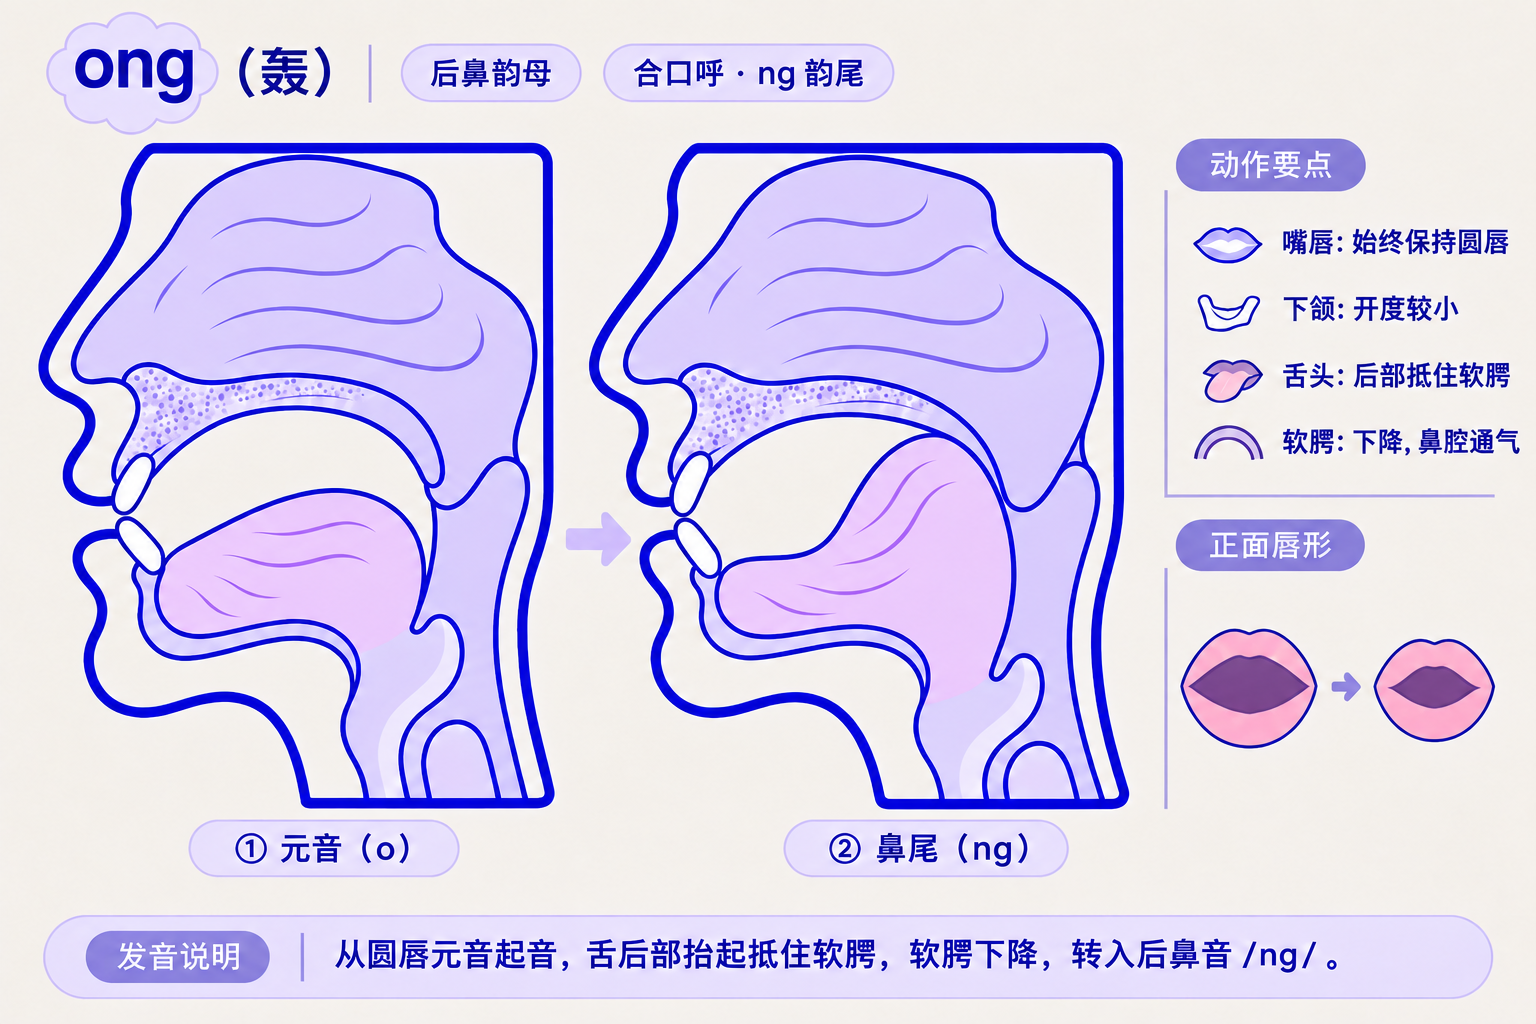 ong（轰）
后鼻韵母
合口呼 · ng 韵尾
动作要点
嘴唇: 始终保持圆唇
下颌: 开度较小
舌头: 后部抵住软腭
软腭: 下降, 鼻腔通气
正面唇形
① 元音（o）
② 鼻尾（ng）
发音说明
从圆唇元音起音，舌后部抬起抵住软腭，软腭下降，转入后鼻音 /ng/ 。